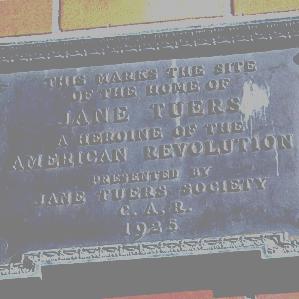 THIS MARKS THE SITE
OF THE HOME OF
JANE TUERS
A HEROINE OF THE
AMERICAN REVOLUTION
PRESENTED BY
JANE TUERS SOCIETY
C. A. R.
1925